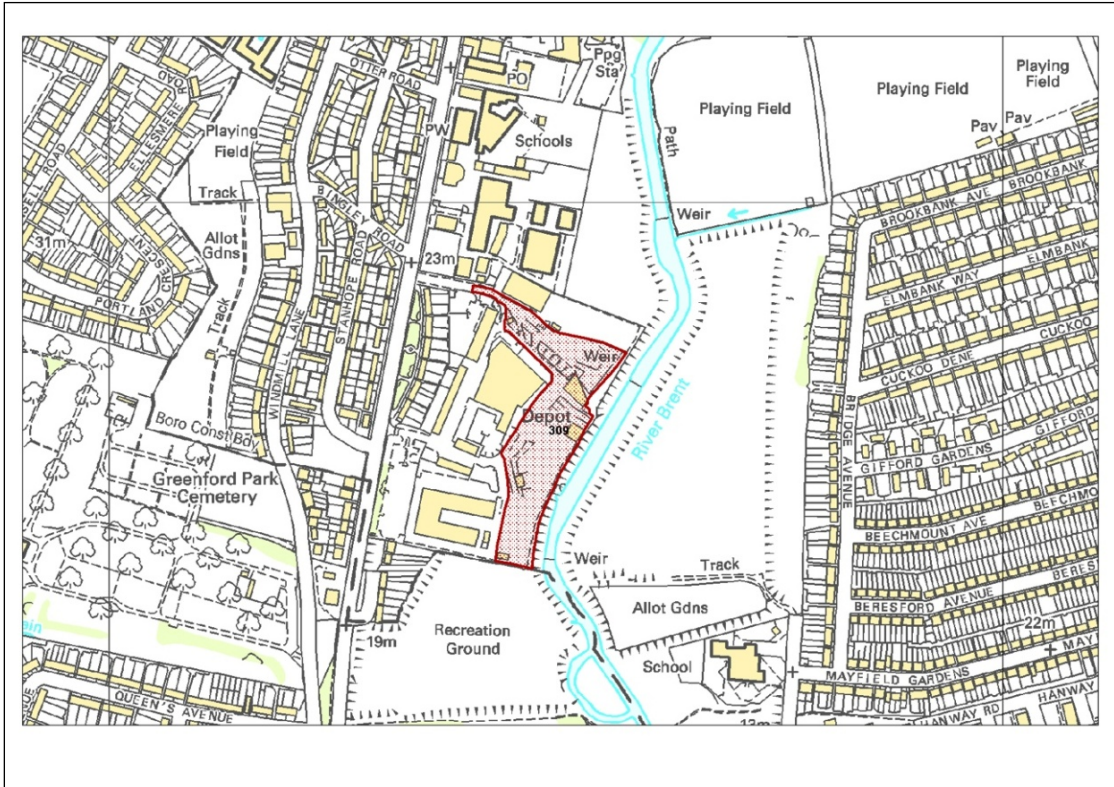 OTTER ROAD
ELLESMERE ROAD
PO
Ppg
Sta
Playing Field
Playing Field
Playing
Field
Pav
Pav
PW
Schools
Playing
Field
Path
Track
BINGLEY ROAD
Weir
BROOKBANK AVE
BROOKBANK
31m
Allot
Gdns
CRESCENT
PORTLAND
23m
STANHOPE ROAD
ELMBANK WAY
ELMBANK
Track
CUCKOO
CUCKOO DENE
Weir
WINDMILL LANE
River Brent
Depot
309
BRIDGE AVENUE
GIFFORD
GIFFORD GARDENS
Boro Const Bdy
Greenford Park
Cemetery
BEECHMOUNT AVE
BEECHM
Weir
Track
BERES
BERESFORD AVENUE
Allot Gdns
22m
19m
Recreation
Ground
School
MAYFIELD GARDENS
MAY
QUEEN'S AVENUE
HANWAY
HANWAY RD
13m